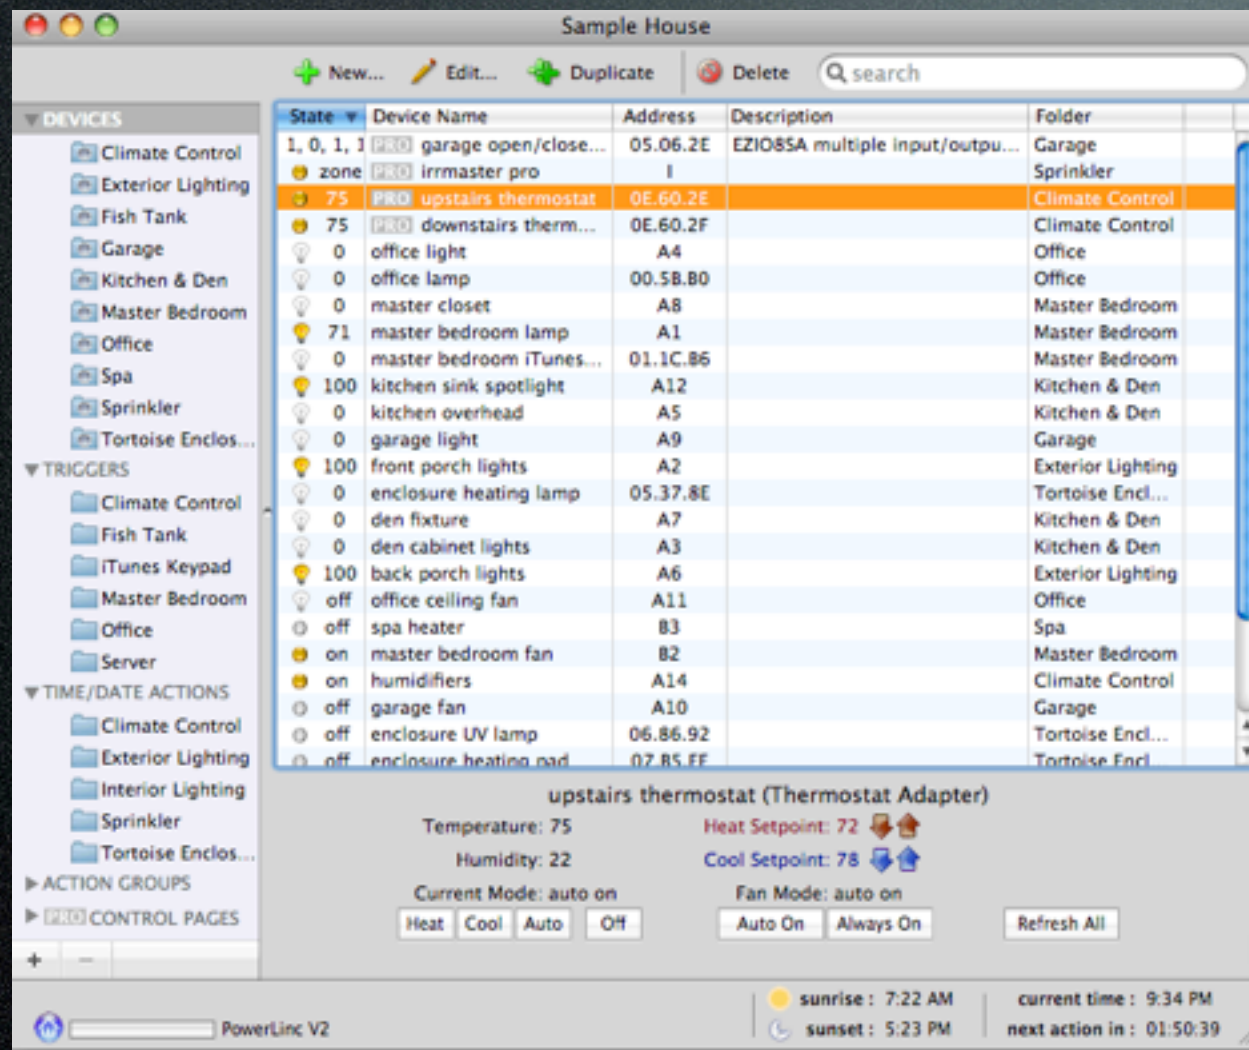 Sample House
New... Edit... Duplicate Delete search
DEVICES
Climate Control
Exterior Lighting
Fish Tank
Garage
Kitchen & Den
Master Bedroom
Office
Spa
Sprinkler
Tortoise Enclos...
TRIGGERS
Climate Control
Fish Tank
iTunes Keypad
Master Bedroom
Office
Server
TIME/DATE ACTIONS
Climate Control
Exterior Lighting
Interior Lighting
Sprinkler
Tortoise Enclos...
ACTION GROUPS
PRO CONTROL PAGES
State Device Name Address Description Folder
1, 0, 1, 1 PRO garage open/close... 05.06.2E EZIO8SA multiple input/outpu... Garage
zone PRO irrmaster pro I Sprinkler
75 PRO upstairs thermostat 0E.60.2E Climate Control
75 PRO downstairs therm... 0E.60.2F Climate Control
0 office light A4 Office
0 office lamp 00.5B.B0 Office
0 master closet A8 Master Bedroom
71 master bedroom lamp A1 Master Bedroom
0 master bedroom iTunes... 01.1C.B6 Master Bedroom
100 kitchen sink spotlight A12 Kitchen & Den
0 kitchen overhead A5 Kitchen & Den
0 garage light A9 Garage
100 front porch lights A2 Exterior Lighting
0 enclosure heating lamp 05.37.8E Tortoise Encl...
0 den fixture A7 Kitchen & Den
0 den cabinet lights A3 Kitchen & Den
100 back porch lights A6 Exterior Lighting
off office ceiling fan A11 Office
off spa heater B3 Spa
on master bedroom fan B2 Master Bedroom
on humidifiers A14 Climate Control
off garage fan A10 Garage
off enclosure UV lamp 06.86.92 Tortoise Encl...
off enclosure heating pad 07.B5.FF Tortoise Encl...
upstairs thermostat (Thermostat Adapter)
Temperature: 75 Heat Setpoint: 72
Humidity: 22 Cool Setpoint: 78
Current Mode: auto on Fan Mode: auto on
Heat Cool Auto Off Auto On Always On Refresh All
PowerLinc V2
sunrise : 7:22 AM current time : 9:34 PM
sunset : 5:23 PM next action in : 01:50:39